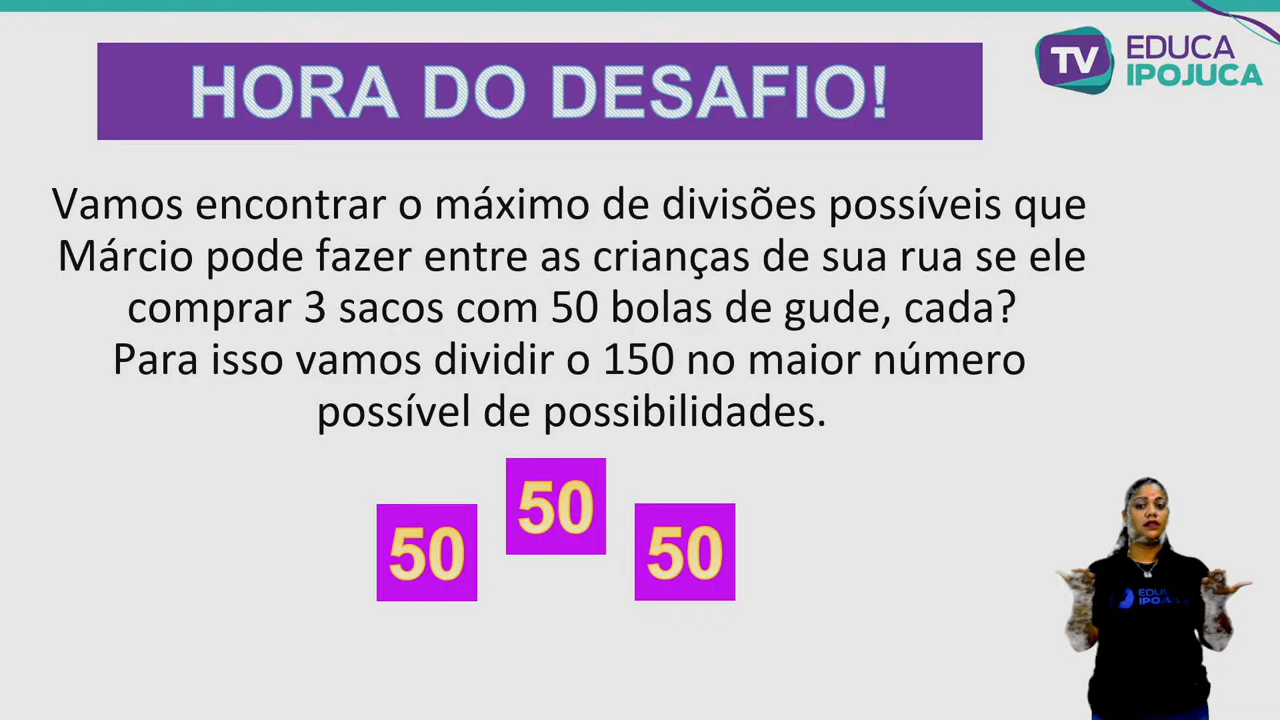 HORA DO DESAFIO!
TV EDUCA
IPOJUCA
Vamos encontrar o máximo de divisões possíveis que
Márcio pode fazer entre as crianças de sua rua se ele
comprar 3 sacos com 50 bolas de gude, cada?
Para isso vamos dividir o 150 no maior número
possível de possibilidades.
50
50
50
EDUCA
IPOJUCA